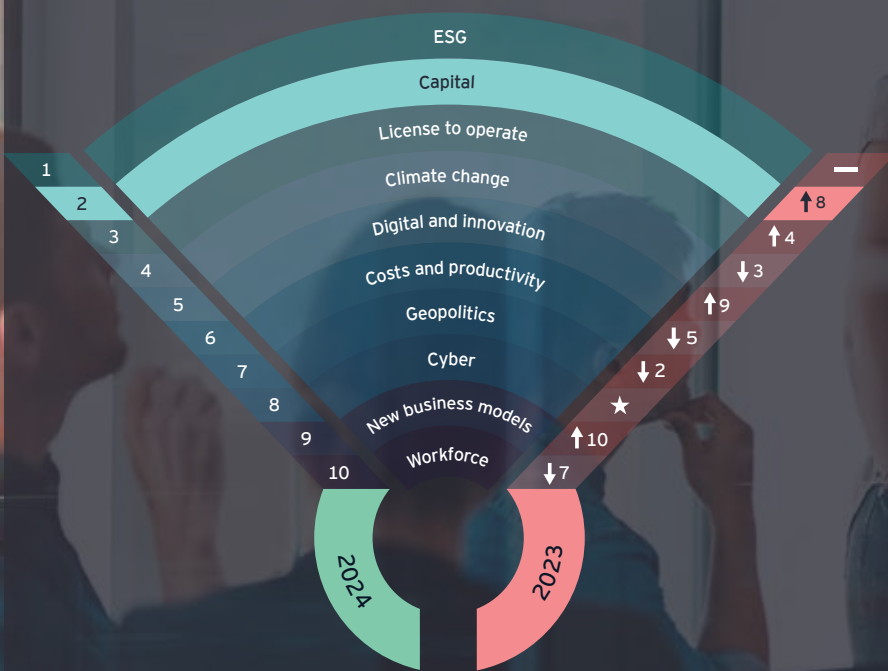 ESG
Capital
License to operate
Climate change
Digital and innovation
Costs and productivity
Geopolitics
Cyber
New business models
Workforce
1
2
3
4
5
6
7
8
9
10
2024
8
4
3
9
5
2
10
7
2023